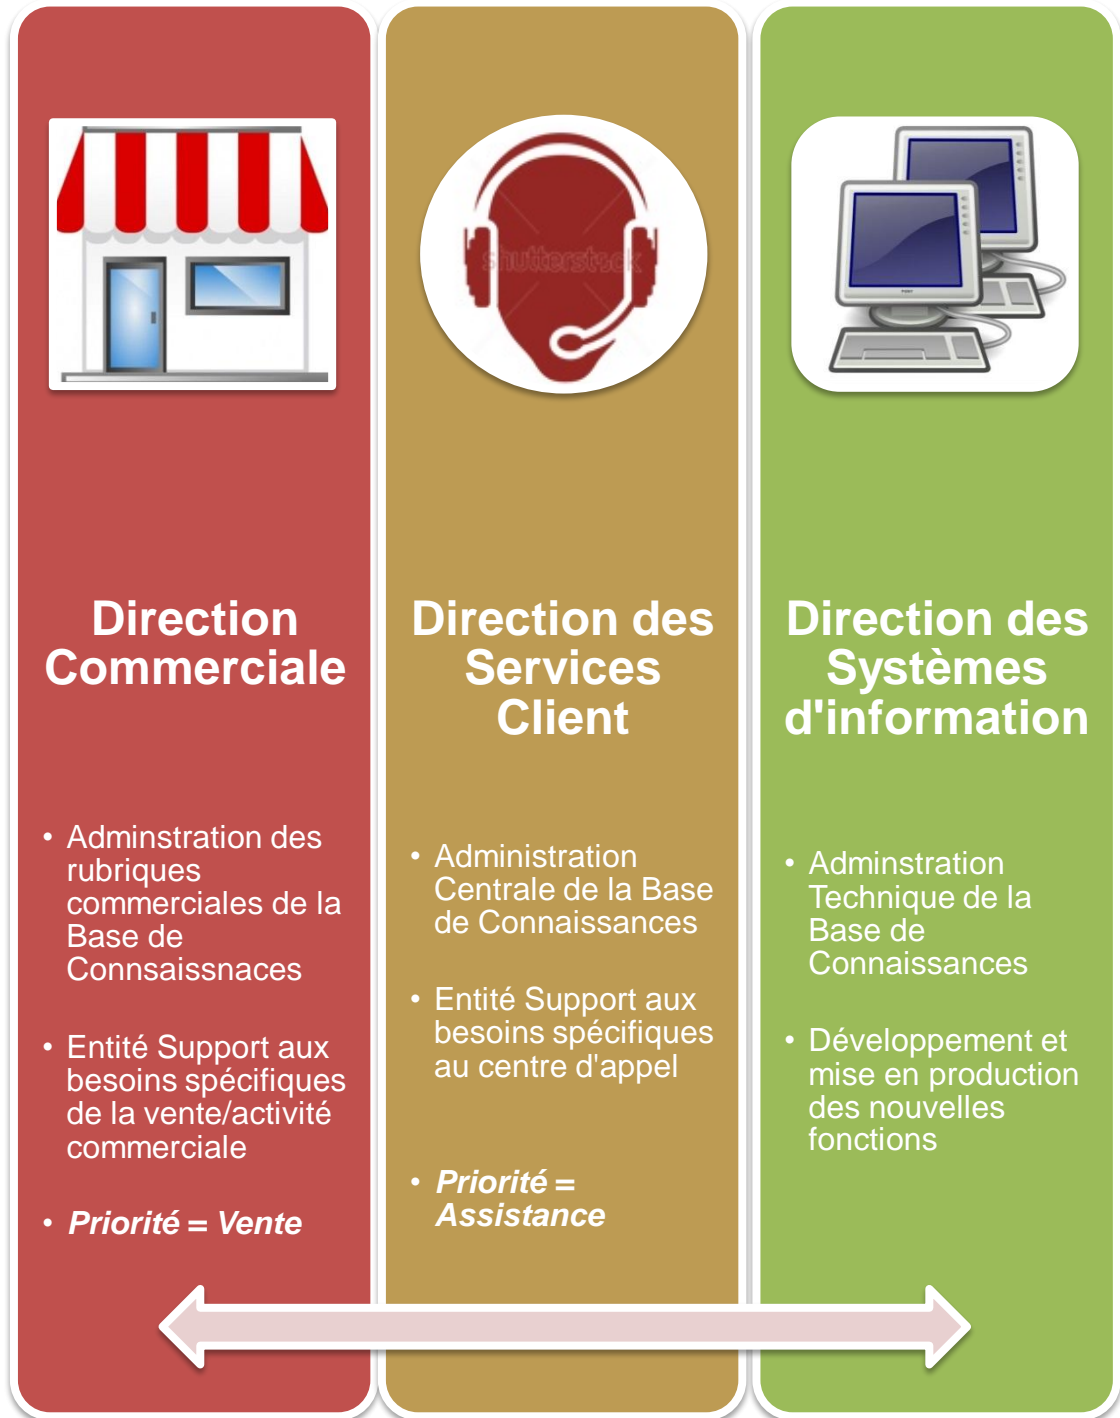 shutterstock
Direction
Commerciale
• Adminstration des
rubriques
commerciales de la
Base de
Connsaissnaces
• Entité Support aux
besoins spécifiques
de la vente/activité
commerciale
• Priorité = Vente
Direction des
Services
Client
• Administration
Centrale de la Base
de Connaissances
• Entité Support aux
besoins spécifiques
au centre d'appel
• Priorité =
Assistance
Direction des
Systèmes
d'information
• Adminstration
Technique de la
Base de
Connaissances
• Développement et
mise en production
des nouvelles
fonctions